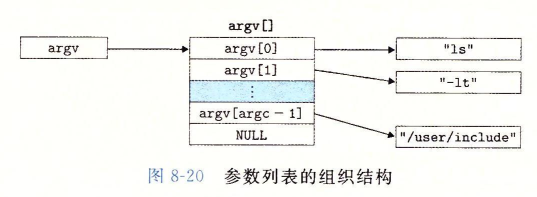 argv[]
argv
argv[0]
"ls"
argv[1]
"-lt"
⋮
argv[argc - 1]
NULL
"/user/include"
图 8-20 参数列表的组织结构